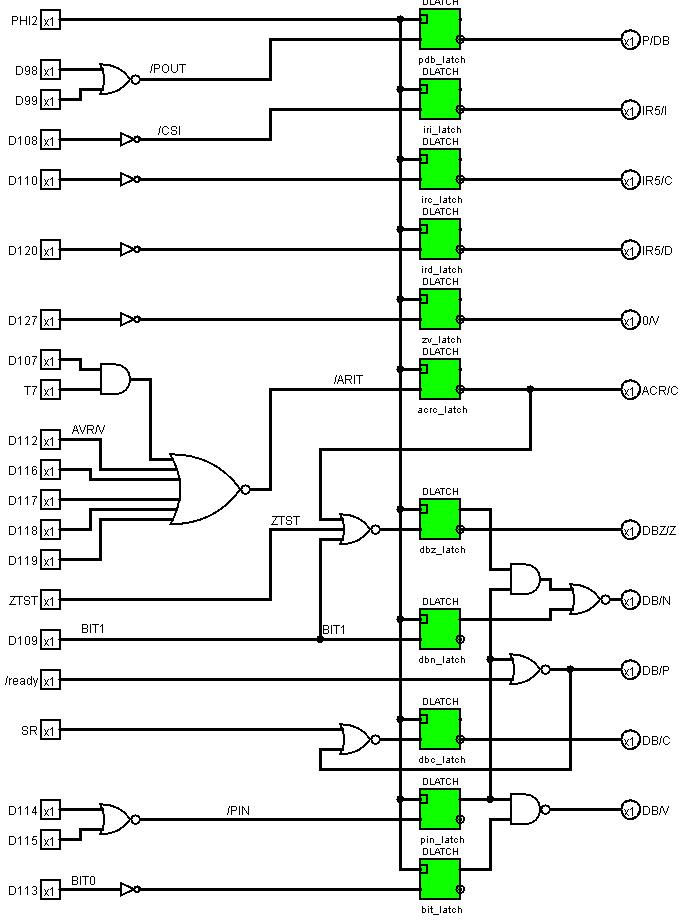 DLATCH
PHI2 x1
x1 P/DB
pdb_latch
D98 x1
/POUT
DLATCH
D99 x1
x1 IR5/I
/CSI
iri_latch
D108 x1
DLATCH
D110 x1
x1 IR5/C
irc_latch
DLATCH
D120 x1
x1 IR5/D
ird_latch
DLATCH
D127 x1
x1 0/V
zv_latch
DLATCH
D107 x1
/ARIT
T7 x1
x1 ACR/C
acrc_latch
AVR/V
D112 x1
D116 x1
DLATCH
D117 x1
ZTST
D118 x1
x1 DBZ/Z
dbz_latch
D119 x1
ZTST x1
x1 DB/N
BIT1
BIT1
D109 x1
dbn_latch
/ready x1
x1 DB/P
DLATCH
SR x1
x1 DB/C
dbc_latch
DLATCH
D114 x1
/PIN
x1 DB/V
D115 x1
pin_latch
DLATCH
BIT0
D113 x1
bit_latch